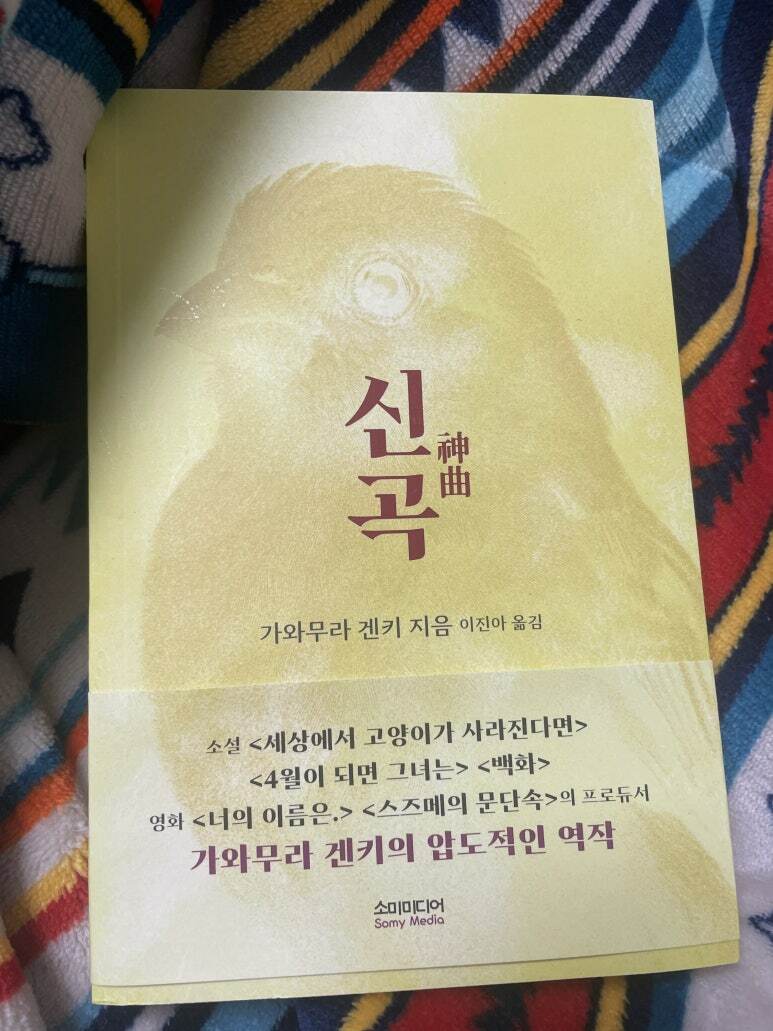 신곡
神曲
가와무라 겐키 지음 이진아 옮김
소설 <세상에서 고양이가 사라진다면>
<4월이 되면 그녀는> <백화>
영화 <너의 이름은.> <스즈메의 문단속>의 프로듀서
가와무라 겐키의 압도적인 역작
소미미디어
Somy Media